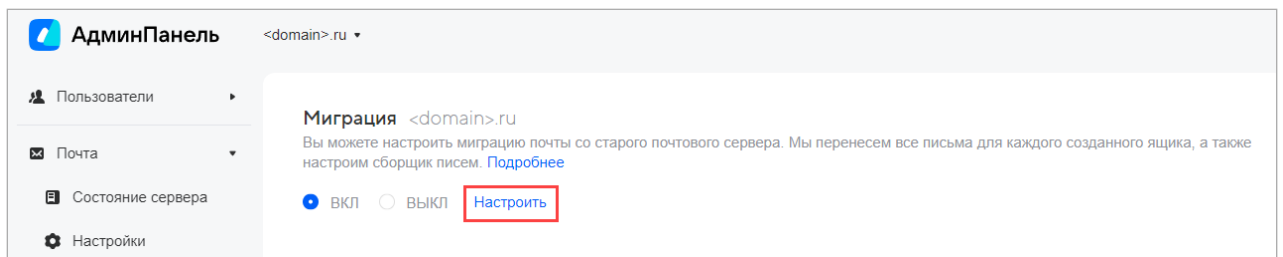 АдминПанель
<domain>.ru
Пользователи
Почта
Состояние сервера
Настройки
Миграция <domain>.ru
Вы можете настроить миграцию почты со старого почтового сервера. Мы перенесем все письма для каждого созданного ящика, а также
настроим сборщик писем. Подробнее
ВКЛ ВЫКЛ Настроить